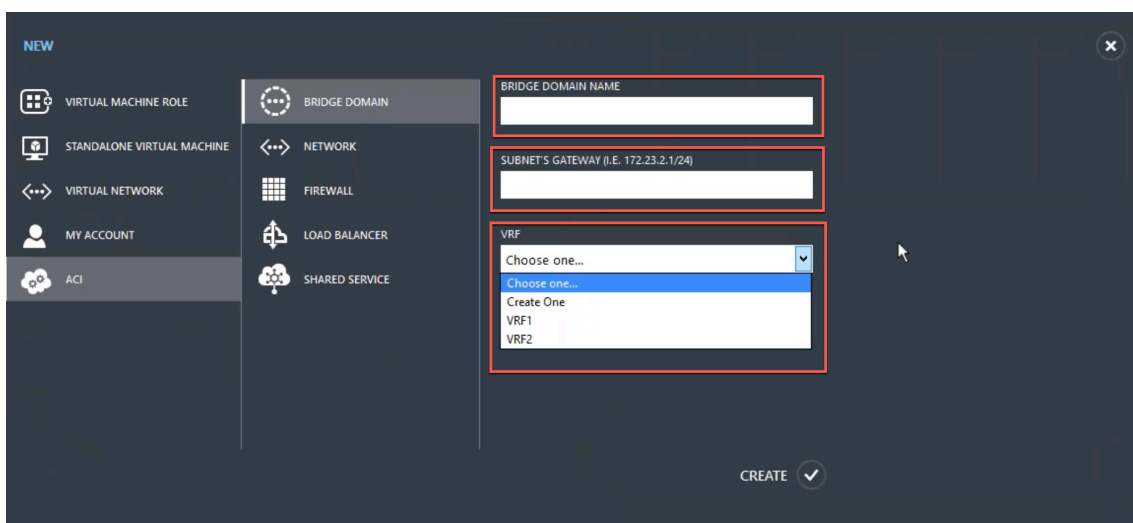 NEW
VIRTUAL MACHINE ROLE
STANDALONE VIRTUAL MACHINE
VIRTUAL NETWORK
MY ACCOUNT
ACI
BRIDGE DOMAIN
NETWORK
FIREWALL
LOAD BALANCER
SHARED SERVICE
BRIDGE DOMAIN NAME
SUBNET'S GATEWAY (I.E. 172.23.2.1/24)
VRF
Choose one...
Choose one...
Create One
VRF1
VRF2
CREATE